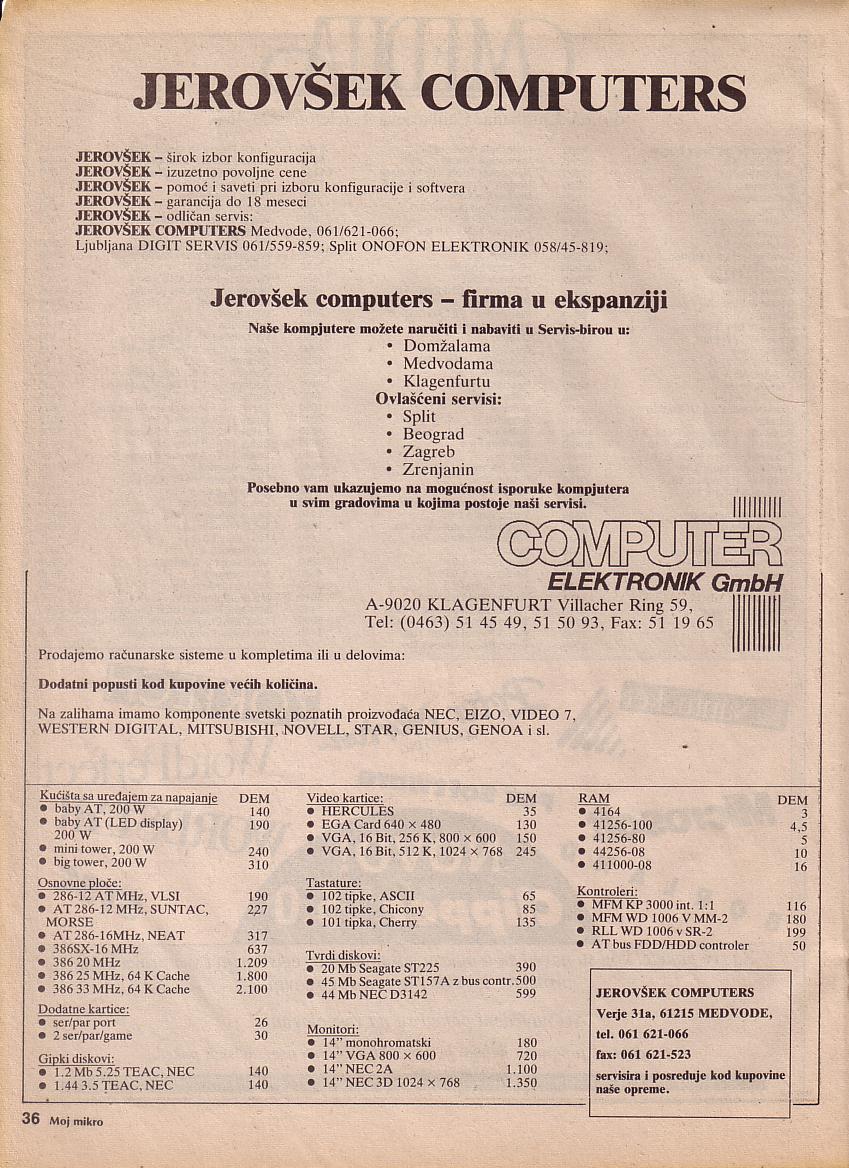 JEROVŠEK COMPUTERS
JEROVŠEK – širok izbor konfiguracija
JEROVŠEK – izuzetno povoljne cene
JEROVŠEK – pomoć i saveti pri izboru konfiguracije i softvera
JEROVŠEK – garancija do 18 meseci
JEROVŠEK – odličan servis:
JEROVŠEK COMPUTERS Medvode, 061/621-066;
Ljubljana DIGIT SERVIS 061/559-859; Split ONOFON ELEKTRONIK 058/45-819;
Jerovšek computers – firma u ekspanziji
Naše kompjutere možete naručiti i nabaviti u Servis-birou u:
• Domžalama
• Medvodama
• Klagenfurtu
Ovlašćeni servisi:
• Split
• Beograd
• Zagreb
• Zrenjanin
Posebno vam ukazujemo na mogućnost isporuke kompjutera
u svim gradovima u kojima postoje naši servisi.
COMPUTER
ELEKTRONIK GmbH
A-9020 KLAGENFURT Villacher Ring 59,
Tel: (0463) 51 45 49, 51 50 93, Fax: 51 19 65
Prodajemo računarske sisteme u kompletima ili u delovima:
Dodatni popusti kod kupovine većih količina.
Na zalihama imamo komponente svetski poznatih proizvođača NEC, EIZO, VIDEO 7,
WESTERN DIGITAL, MITSUBISHI, NOVELL, STAR, GENIUS, GENOA i sl.
Kućišta sa uređajem za napajanje DEM
• baby AT, 200 W 140
• baby AT (LED display) 190
200 W
• mini tower, 200 W 240
• big tower, 200 W 310
Osnovne ploče:
• 286-12 AT MHz, VLSI 190
• AT 286-12 MHz, SUNTAC, 227
MORSE
• AT 286-16MHz, NEAT 317
• 386SX-16 MHz 637
• 386 20 MHz 1.209
• 386 25 MHz, 64 K Cache 1.800
• 386 33 MHz, 64 K Cache 2.100
Dodatne kartice:
• ser/par port 26
• 2 ser/par/game 30
Gipki diskovi:
• 1.2 Mb 5,25 TEAC, NEC 140
• 1.44 3.5 TEAC, NEC 140
Video kartice: DEM
• HERCULES 35
• EGA Card 640 × 480 130
• VGA, 16 Bit, 256 K, 800 × 600 150
• VGA, 16 Bit, 512 K, 1024 × 768 245
Tastature:
• 102 tipke, ASCII 65
• 102 tipke, Chicony 85
• 101 tipka, Cherry 135
Tvrdi diskovi:
• 20 Mb Seagate ST225 390
• 45 Mb Seagate ST157A z bus contr. 500
• 44 Mb NEC D3142 599
Monitori:
• 14" monohromatski 180
• 14" VGA 800 × 600 720
• 14" NEC 2A 1.100
• 14" NEC 3D 1024 × 768 1.350
RAM DEM
• 4164 3
• 41256-100 4,5
• 41256-80 5
• 44256-08 10
• 411000-08 16
Kontroleri:
• MFM KP 3000 int. 1:1 116
• MFM WD 1006 V MM-2 180
• RLL WD 1006 v SR-2 199
• AT bus FDD/HDD controler 50
JEROVŠEK COMPUTERS
Verje 31a, 61215 MEDVODE,
tel. 061 621-066
fax: 061 621-523
servisira i posreduje kod kupovine
naše opreme.
36 Moj mikro